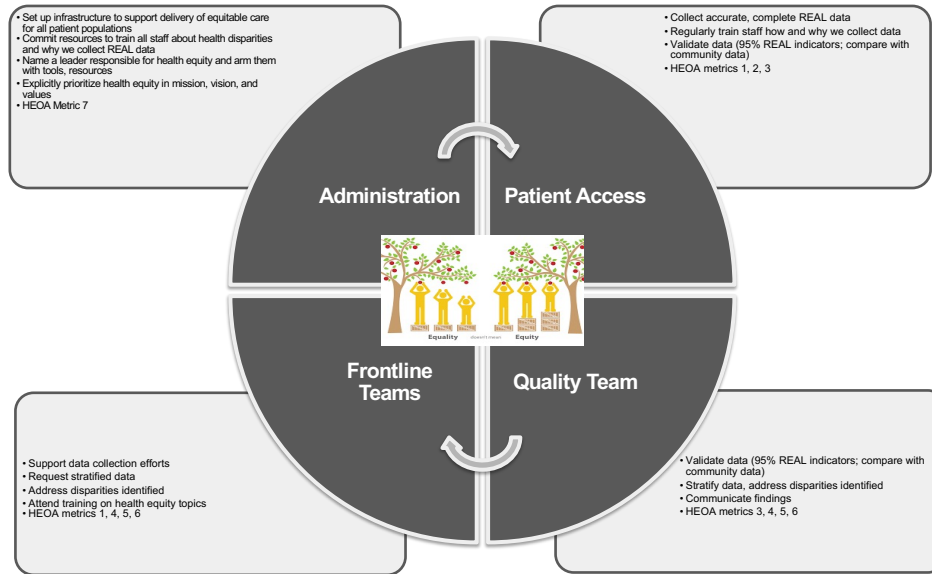 • Set up infrastructure to support delivery of equitable care
for all patient populations
• Commit resources to train all staff about health disparities
and why we collect REAL data
• Name a leader responsible for health equity and arm them
with tools, resources
• Explicitly prioritize health equity in mission, vision, and
values
• HEOA Metric 7
• Collect accurate, complete REAL data
• Regularly train staff how and why we collect data
• Validate data (95% REAL indicators; compare with
community data)
• HEOA metrics 1, 2, 3
Administration
Patient Access
Equality doesn't mean Equity
Frontline
Teams
Quality Team
• Support data collection efforts
• Request stratified data
• Address disparities identified
• Attend training on health equity topics
• HEOA metrics 1, 4, 5, 6
• Validate data (95% REAL indicators; compare with
community data)
• Stratify data, address disparities identified
• Communicate findings
• HEOA metrics 3, 4, 5, 6